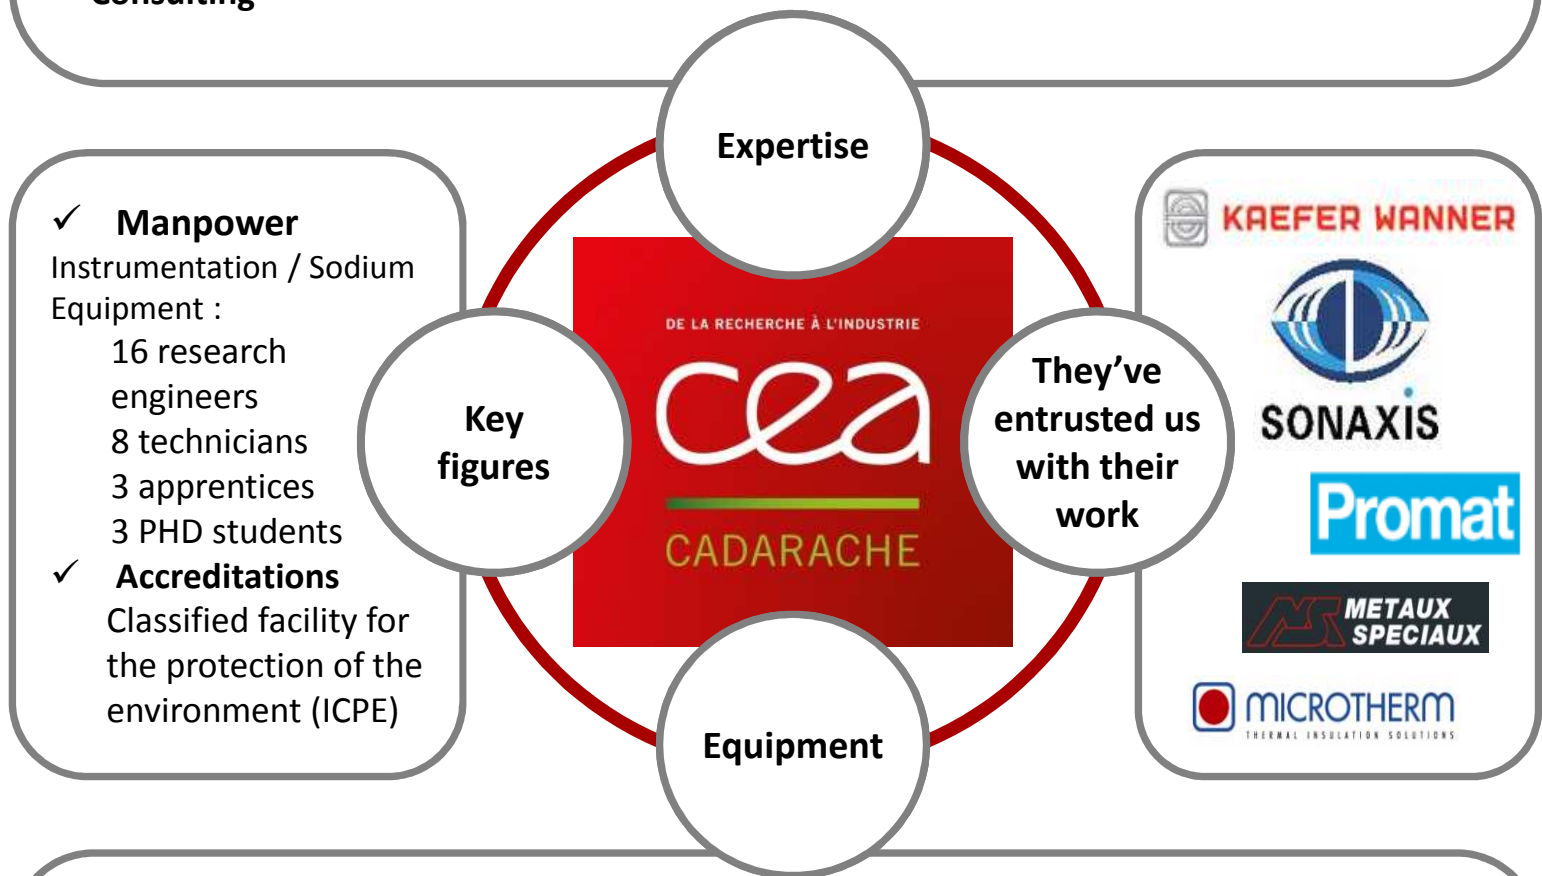 Consulting
Expertise
✓ Manpower
Instrumentation / Sodium
Equipment :
16 research
engineers
8 technicians
3 apprentices
3 PHD students
✓ Accreditations
Classified facility for
the protection of the
environment (ICPE)
Key
figures
DE LA RECHERCHE À L'INDUSTRIE
cea
CADARACHE
They've
entrusted us
with their
work
KAEFER WANNER
SONAXIS
Promat
MS METAUX
SPECIAUX
MICROTHERM
THERMAL INSULATION SOLUTIONS
Equipment